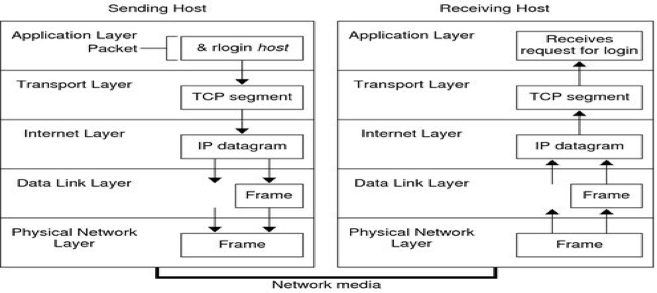 Sending Host
Receiving Host
Application Layer
Packet
& rlogin host
Application Layer
Receives
request for login
Transport Layer
TCP segment
Transport Layer
TCP segment
Internet Layer
IP datagram
Internet Layer
IP datagram
Data Link Layer
Frame
Data Link Layer
Frame
Physical Network
Layer
Frame
Physical Network
Layer
Frame
Network media